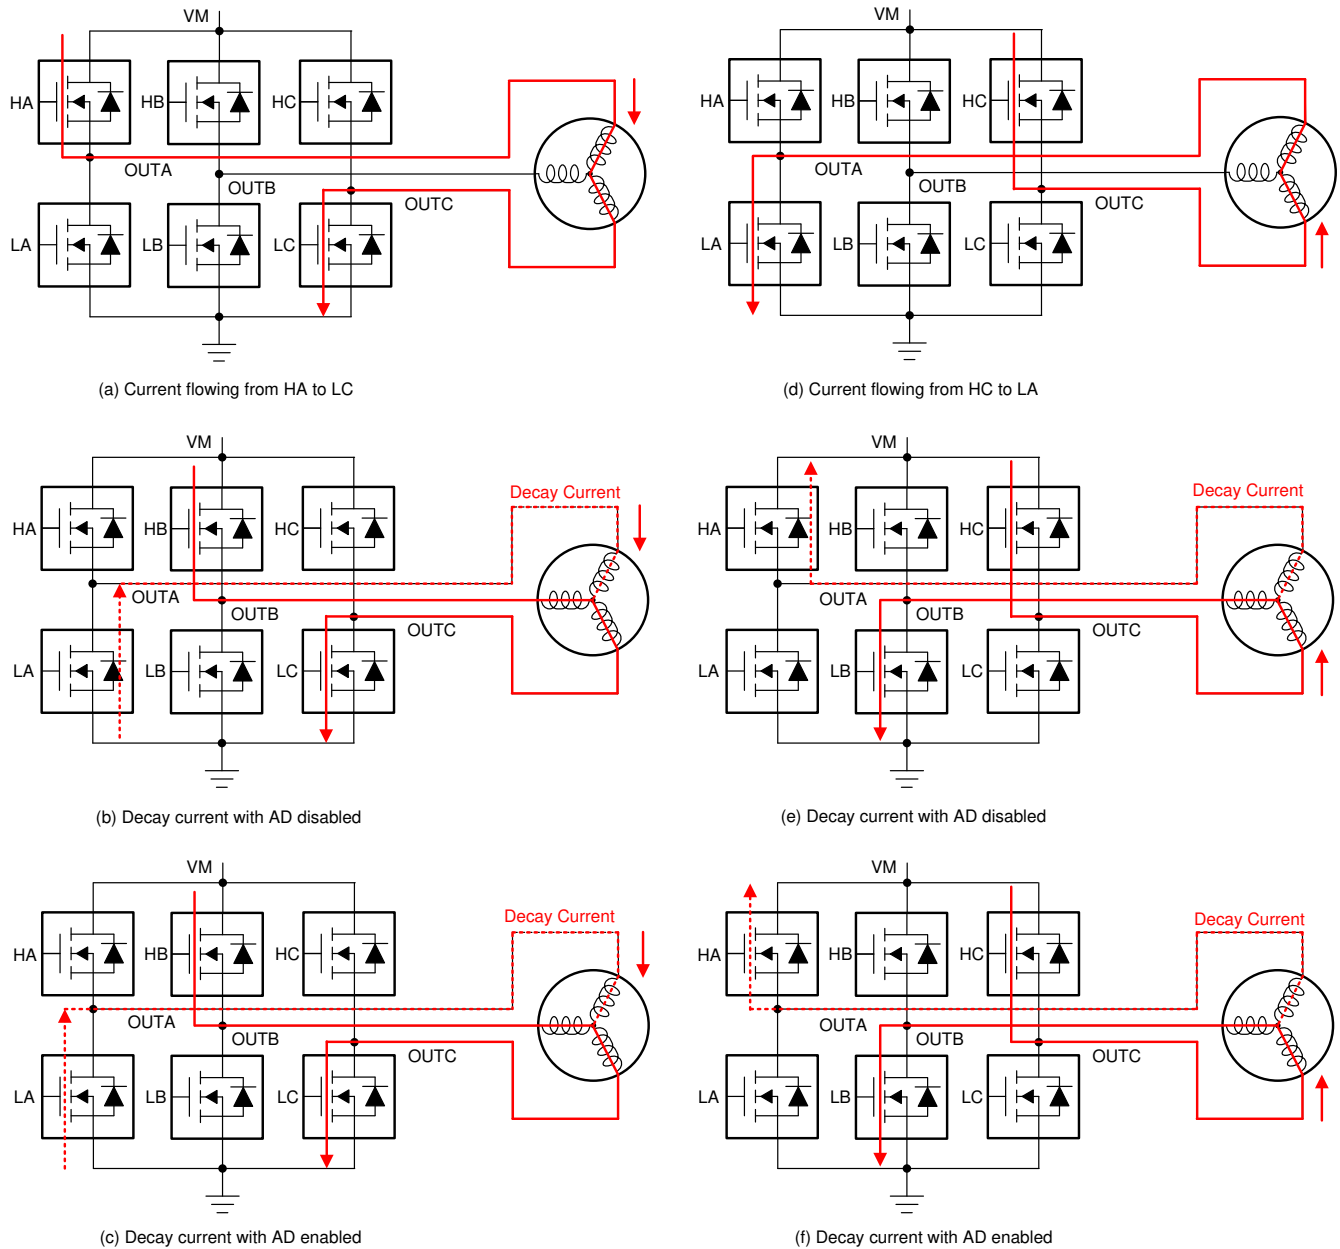 VM
HA
HB
HC
OUTA
OUTB
OUTC
LA
LB
LC
(a) Current flowing from HA to LC
VM
HA
HB
HC
OUTA
OUTB
OUTC
LA
LB
LC
(d) Current flowing from HC to LA
VM
Decay Current
HA
HB
HC
OUTA
OUTB
OUTC
LA
LB
LC
(b) Decay current with AD disabled
VM
Decay Current
HA
HB
HC
OUTA
OUTB
OUTC
LA
LB
LC
(e) Decay current with AD disabled
VM
Decay Current
HA
HB
HC
OUTA
OUTB
OUTC
LA
LB
LC
(c) Decay current with AD enabled
VM
Decay Current
HA
HB
HC
OUTA
OUTB
OUTC
LA
LB
LC
(f) Decay current with AD enabled